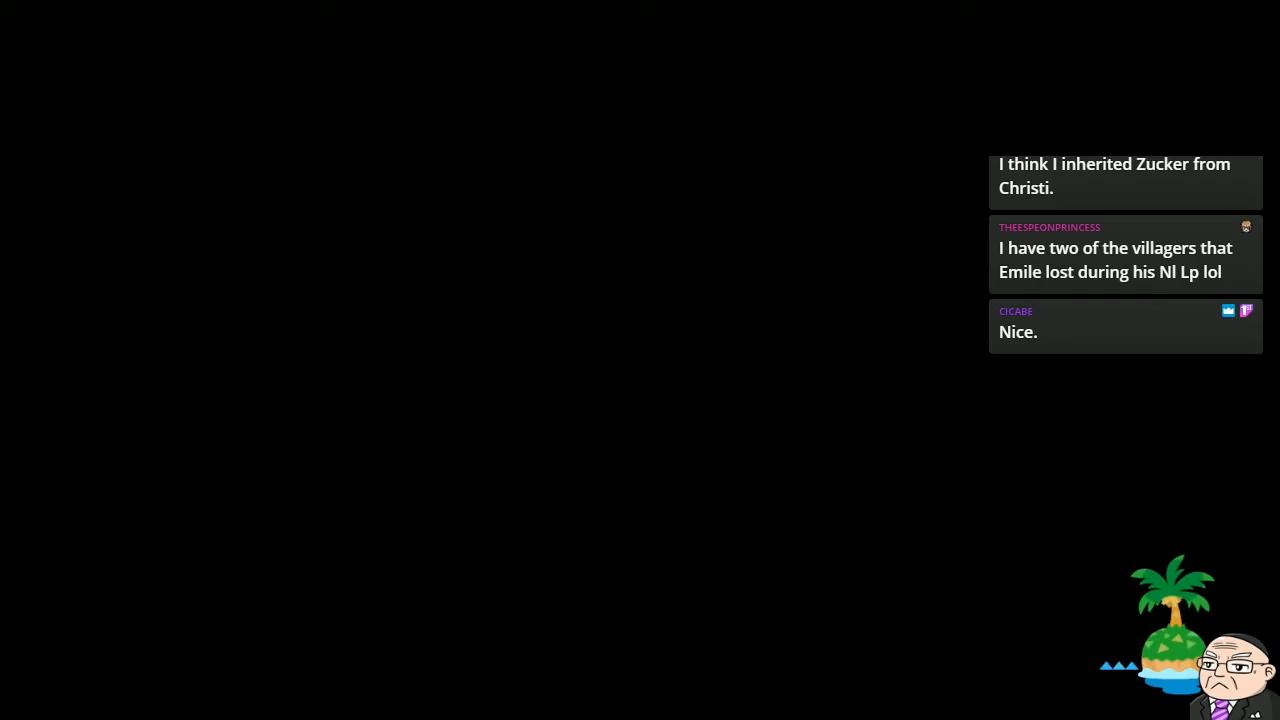 I think I inherited Zucker from
Christi.
THEESPEONPRINCESS
I have two of the villagers that
Emile lost during his Nl Lp lol
CICABE
Nice.